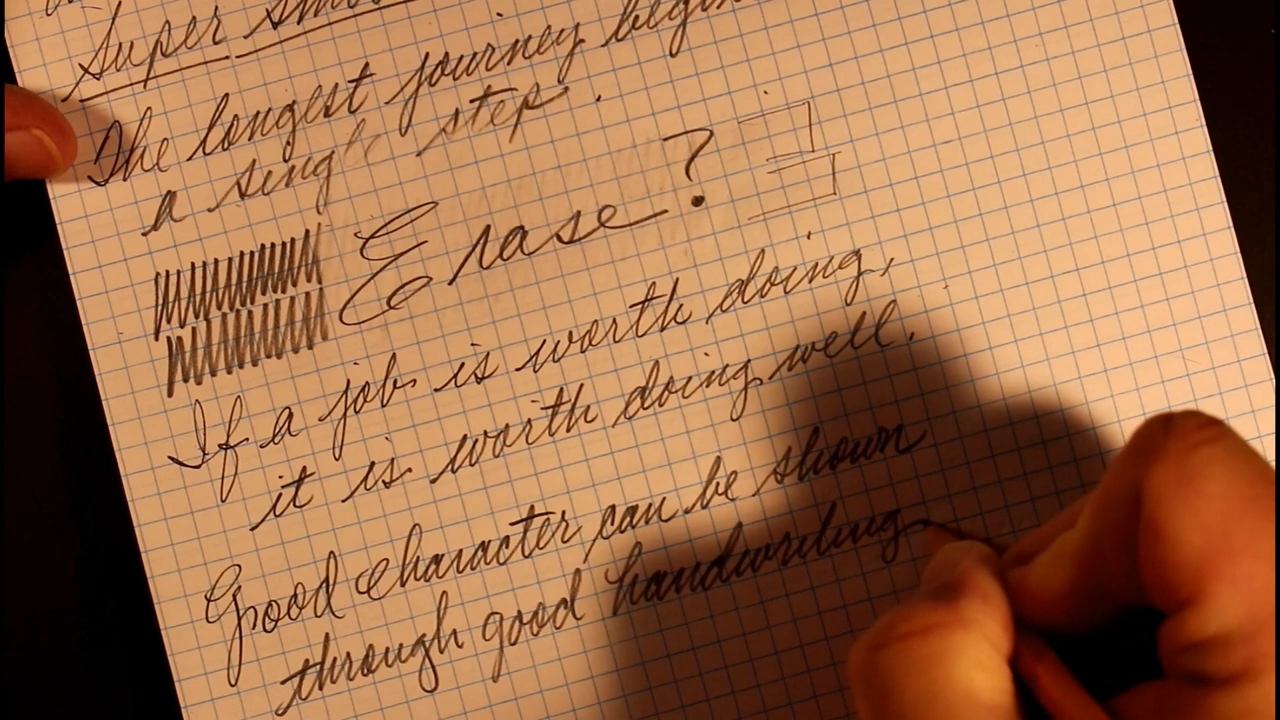 Super
The longest journey begin
a single step.
Erase?
If a job is worth doing,
it is worth doing well.
Good character can be shown
through good handwriting